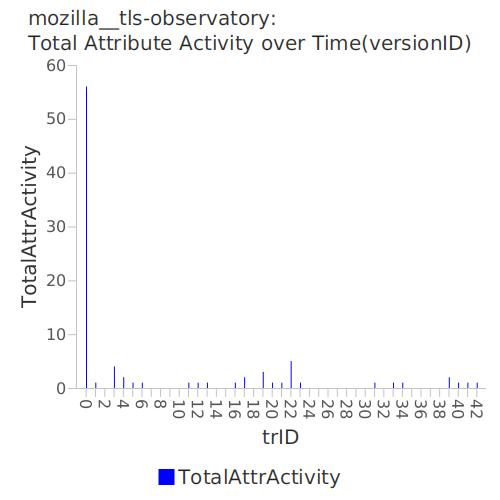 mozilla__tls-observatory:
Total Attribute Activity over Time(versionID)
TotalAttrActivity
60
50
40
30
20
10
0
0 2 4 6 8 10 12 14 16 18 20 22 24 26 28 30 32 34 36 38 40 42
trID
TotalAttrActivity